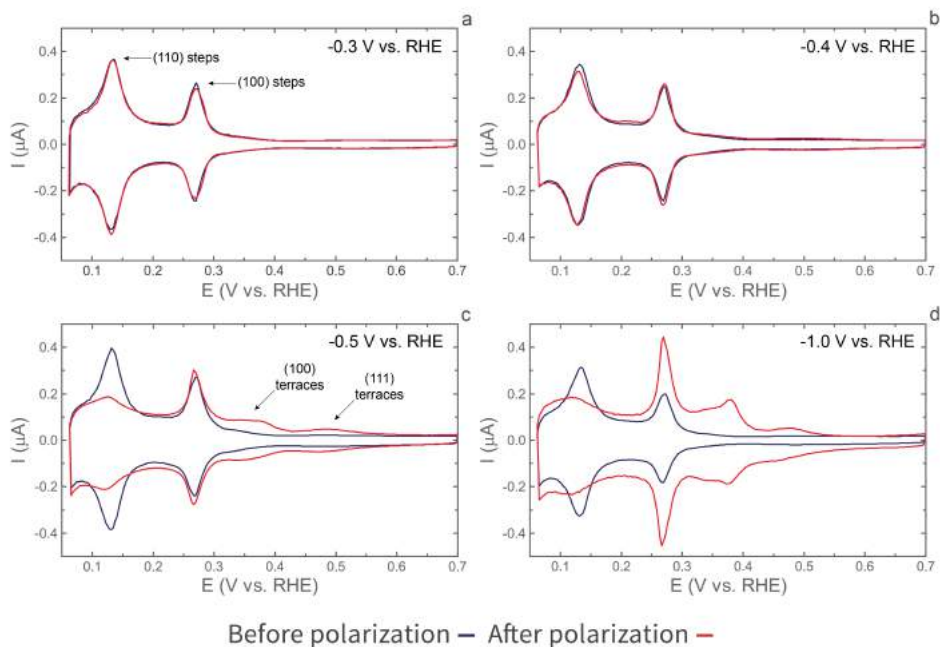 a
-0.3 V vs. RHE
(110) steps
(100) steps
I (μA)
0.4
0.2
0.0
-0.2
-0.4
0.1 0.2 0.3 0.4 0.5 0.6 0.7
E (V vs. RHE)
b
-0.4 V vs. RHE
I (μA)
0.4
0.2
0.0
-0.2
-0.4
0.1 0.2 0.3 0.4 0.5 0.6 0.7
E (V vs. RHE)
c
-0.5 V vs. RHE
(100)
terraces
(111)
terraces
I (μA)
0.4
0.2
0.0
-0.2
-0.4
0.1 0.2 0.3 0.4 0.5 0.6 0.7
E (V vs. RHE)
d
-1.0 V vs. RHE
I (μA)
0.4
0.2
0.0
-0.2
-0.4
0.1 0.2 0.3 0.4 0.5 0.6 0.7
E (V vs. RHE)
Before polarization After polarization